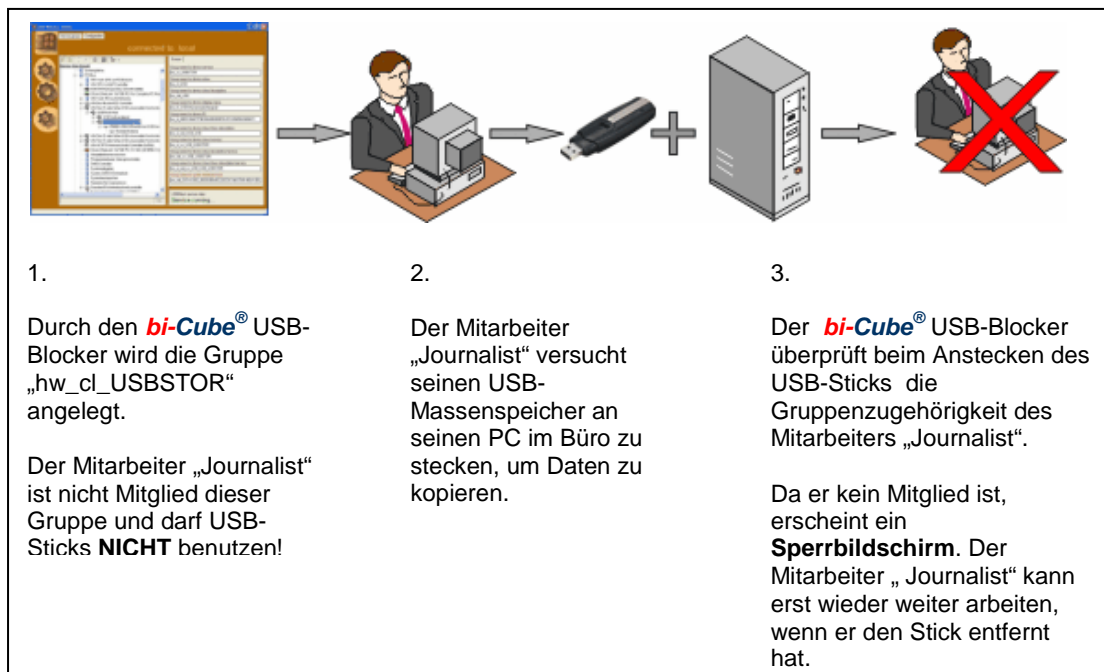 connected to local
1.
Durch den bi-Cube® USB-
Blocker wird die Gruppe
„hw_cl_USBSTOR“
angelegt.
Der Mitarbeiter „Journalist“
ist nicht Mitglied dieser
Gruppe und darf USB-
Sticks NICHT benutzen!
2.
Der Mitarbeiter
„Journalist“ versucht
seinen USB-
Massenspeicher an
seinen PC im Büro zu
stecken, um Daten zu
kopieren.
3.
Der bi-Cube® USB-Blocker
überprüft beim Anstecken des
USB-Sticks die
Gruppenzugehörigkeit des
Mitarbeiters „Journalist“.
Da er kein Mitglied ist,
erscheint ein
Sperrbildschirm. Der
Mitarbeiter „ Journalist“ kann
erst wieder weiter arbeiten,
wenn er den Stick entfernt
hat.